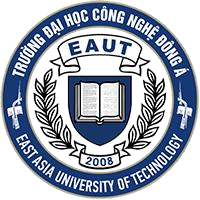 TRƯỜNG ĐẠI HỌC CÔNG NGHỆ ĐÔNG Á
EAUT
2008
EAST ASIA UNIVERSITY OF TECHNOLOGY